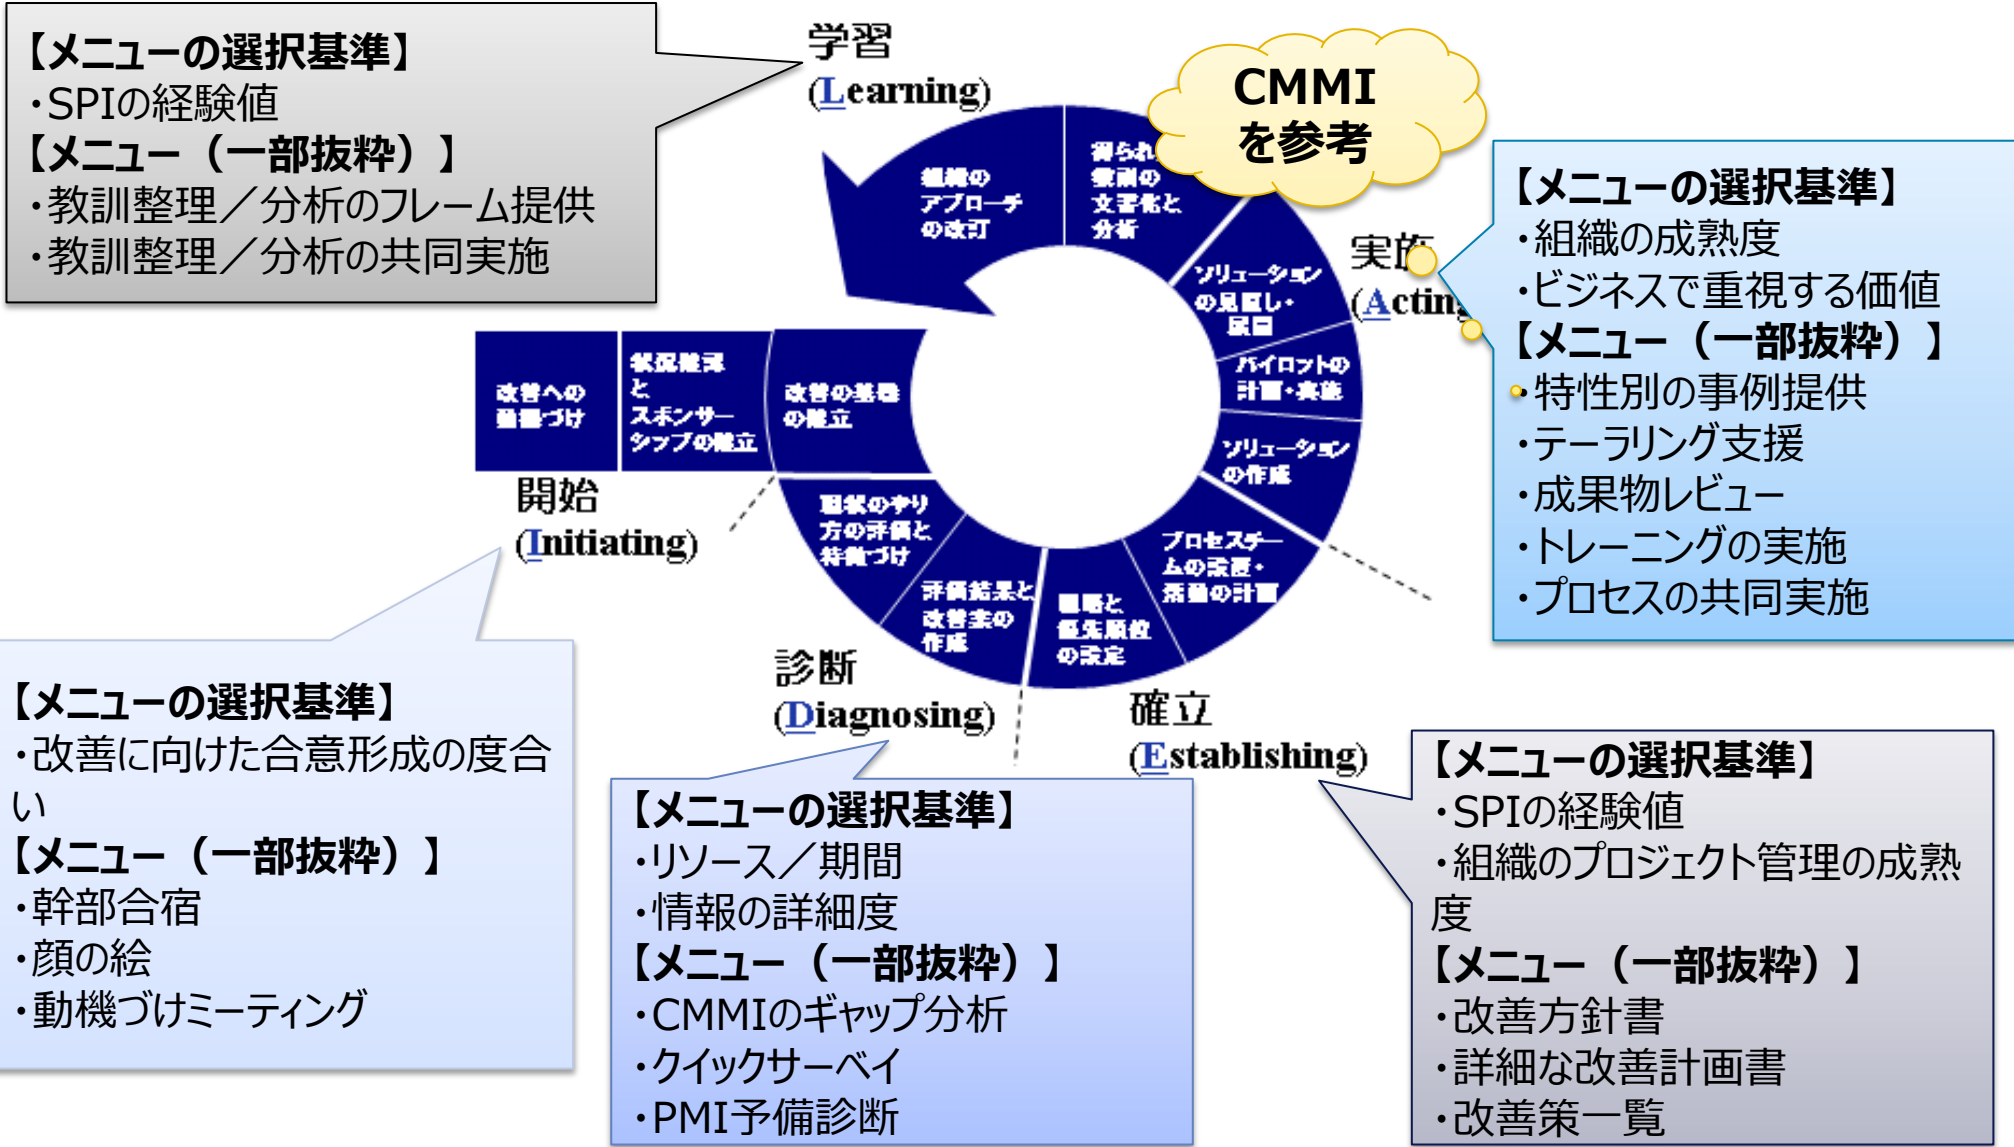 【メニューの選択基準】
・SPIの経験値
【メニュー（一部抜粋）】
・教訓整理／分析のフレーム提供
・教訓整理／分析の共同実施
学習
(Learning)
CMMI
を参考
組織の
アプローチ
の改訂
得られ
教訓の
文書化と
分析
実施
(Acting
ソリューション
の見直し・
展開
パイロットの
計画・実施
ソリューション
の作成
【メニューの選択基準】
・組織の成熟度
・ビジネスで重視する価値
【メニュー（一部抜粋）】
・特性別の事例提供
・テーラリング支援
・成果物レビュー
・トレーニングの実施
・プロセスの共同実施
改善への
動機づけ
状況確認
と
スポンサー
シップの確立
改善の基盤
の確立
開始
(Initiating)
現状のやり
方の評価と
特徴づけ
評価結果と
改善案の
作成
戦略と
優先順位
の設定
プロセスチー
ムの設置・
活動の計画
診断
(Diagnosing)
確立
(Establishing)
【メニューの選択基準】
・改善に向けた合意形成の度合
い
【メニュー（一部抜粋）】
・幹部合宿
・顔の絵
・動機づけミーティング
【メニューの選択基準】
・リソース／期間
・情報の詳細度
【メニュー（一部抜粋）】
・CMMIのギャップ分析
・クイックサーベイ
・PMI予備診断
【メニューの選択基準】
・SPIの経験値
・組織のプロジェクト管理の成熟
度
【メニュー（一部抜粋）】
・改善方針書
・詳細な改善計画書
・改善策一覧